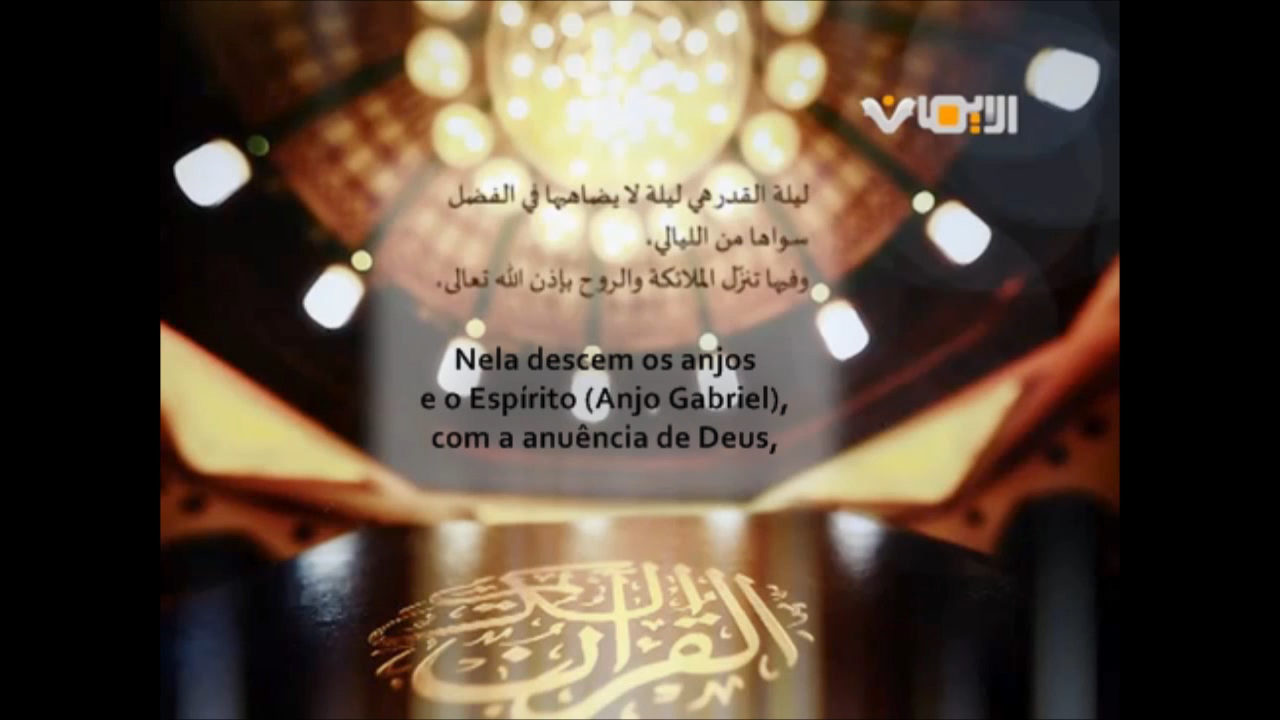 الايمان
ليلة القدر هي ليلة لا يضاهيها في الفضل
سواها من الليالي.
وفيها تنزّل الملائكة والروح بإذن الله تعالى.
Nela descem os anjos
e o Espírito (Anjo Gabriel),
com a anuência de Deus,
القرآن الكريم